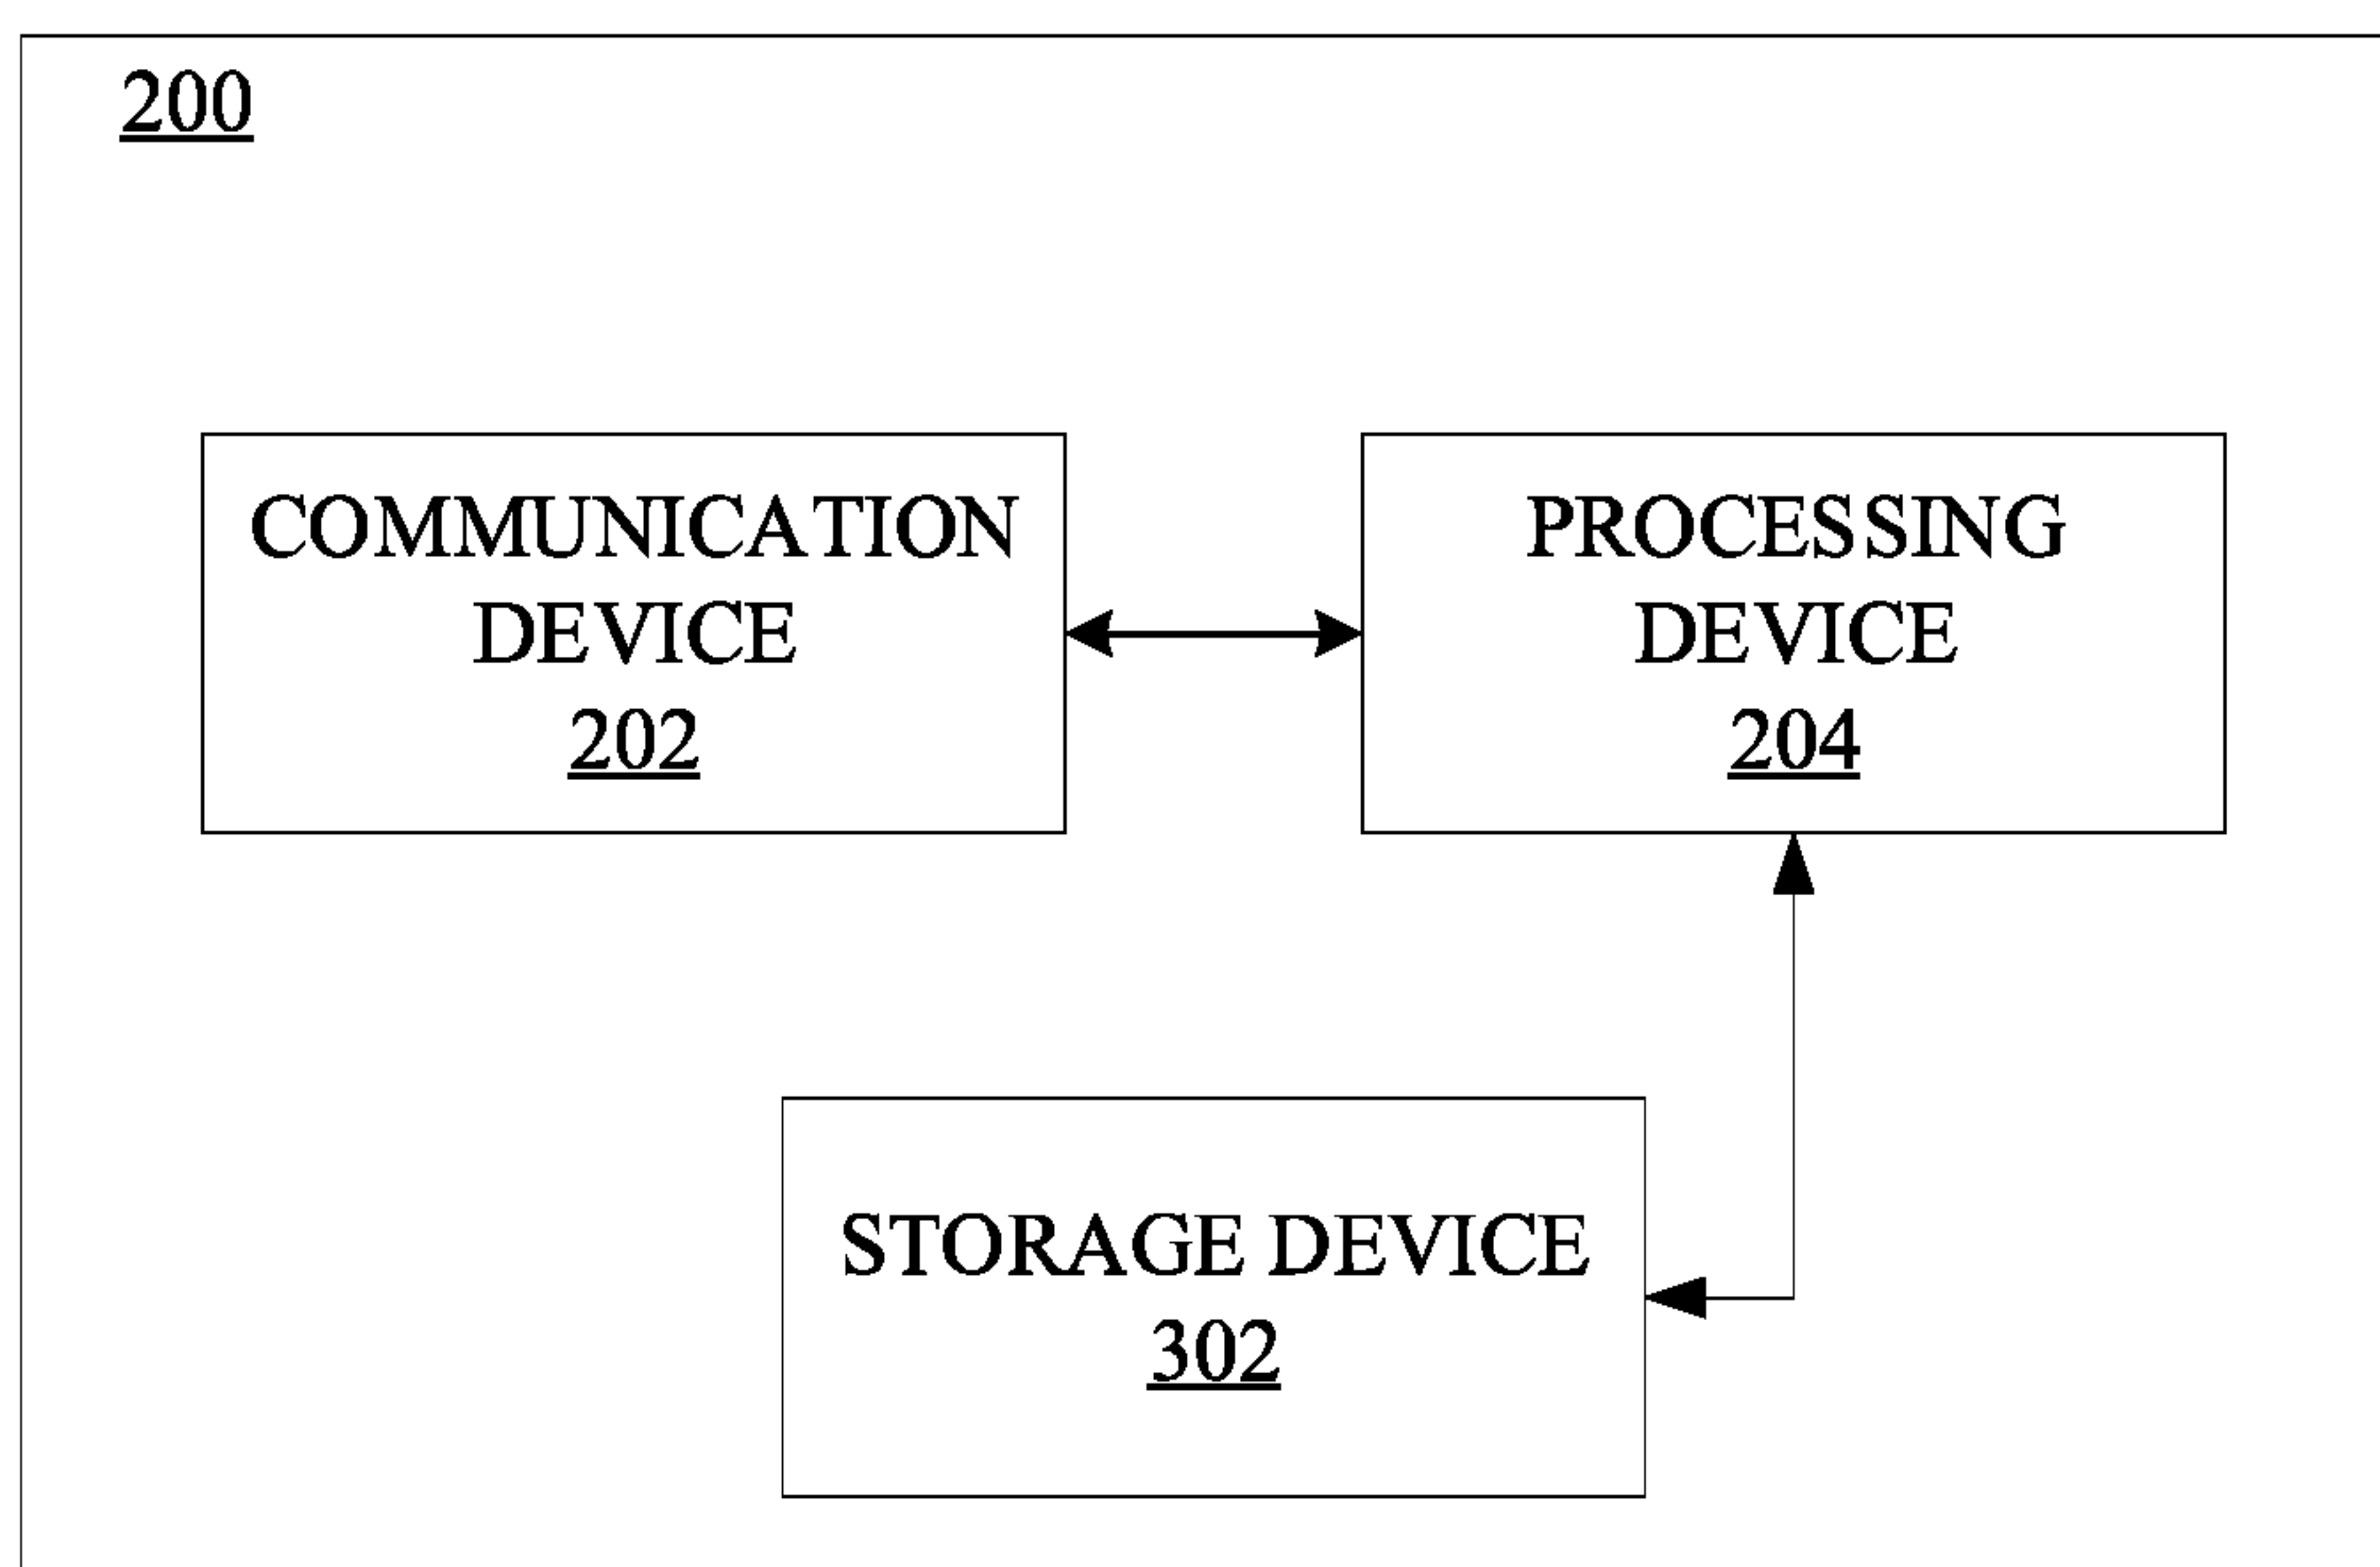 200
COMMUNICATION
DEVICE
202
PROCESSING
DEVICE
204
STORAGE DEVICE
302